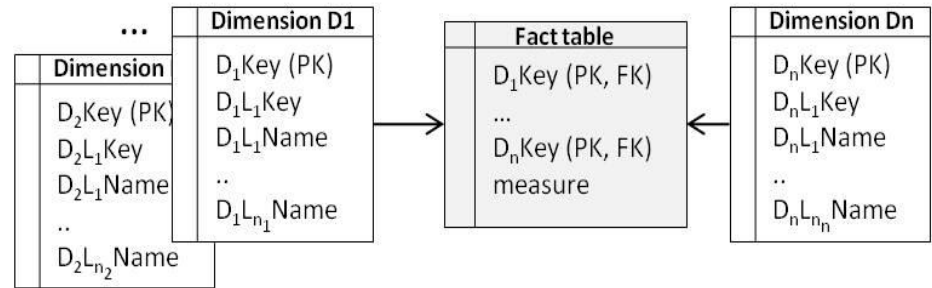 ...
Dimension
D₂Key (PK)
D₂L₁Key
D₂L₁Name
..
D₂Lₙ₂Name
Dimension D1
D₁Key (PK)
D₁L₁Key
D₁L₁Name
..
D₁Lₙ₁Name
Fact table
D₁Key (PK, FK)
...
DₙKey (PK, FK)
measure
Dimension Dn
DₙKey (PK)
DₙL₁Key
DₙL₁Name
..
DₙLₙₙName